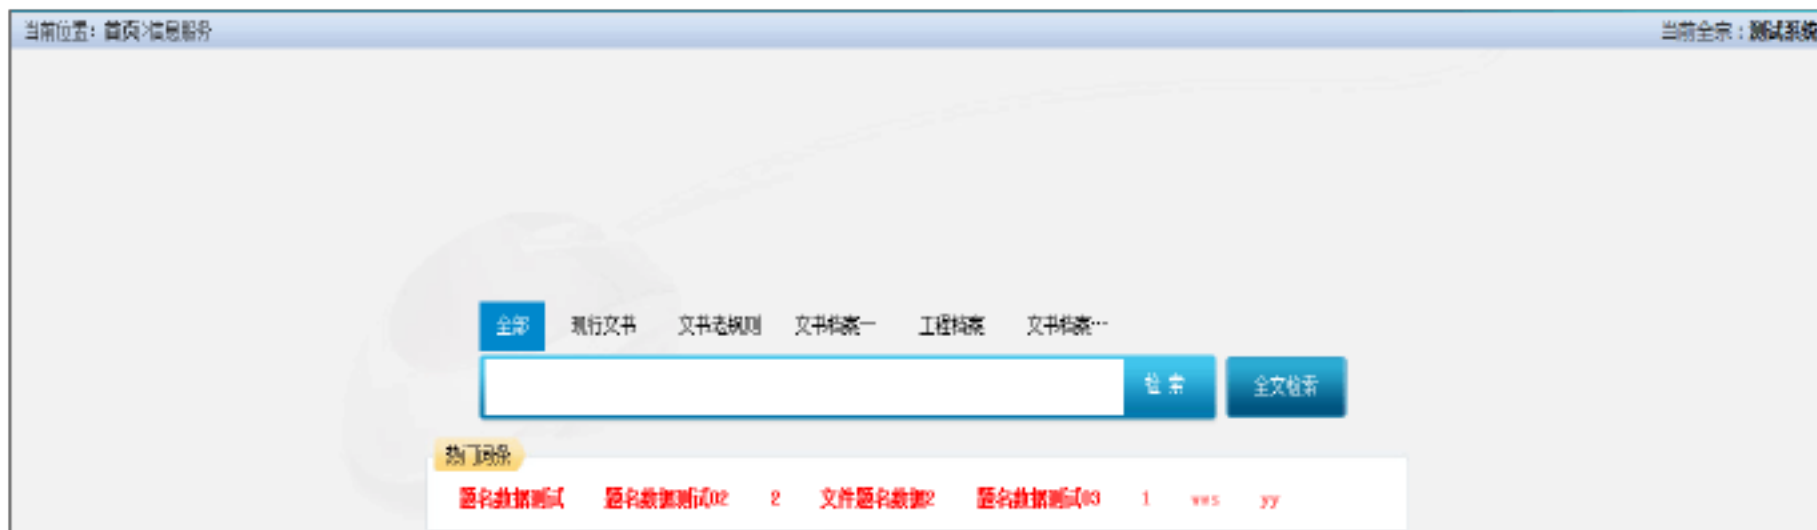 当前位置：首页>信息服务 当前全宗：测试系统
全部 现行文书 文书老规则 文书档案一 工程档案 文书档案…
检 索 全文检索
热门词条
题名数据测试 题名数据测试02 2 文件题名数据2 题名数据测试03 1 wws yy